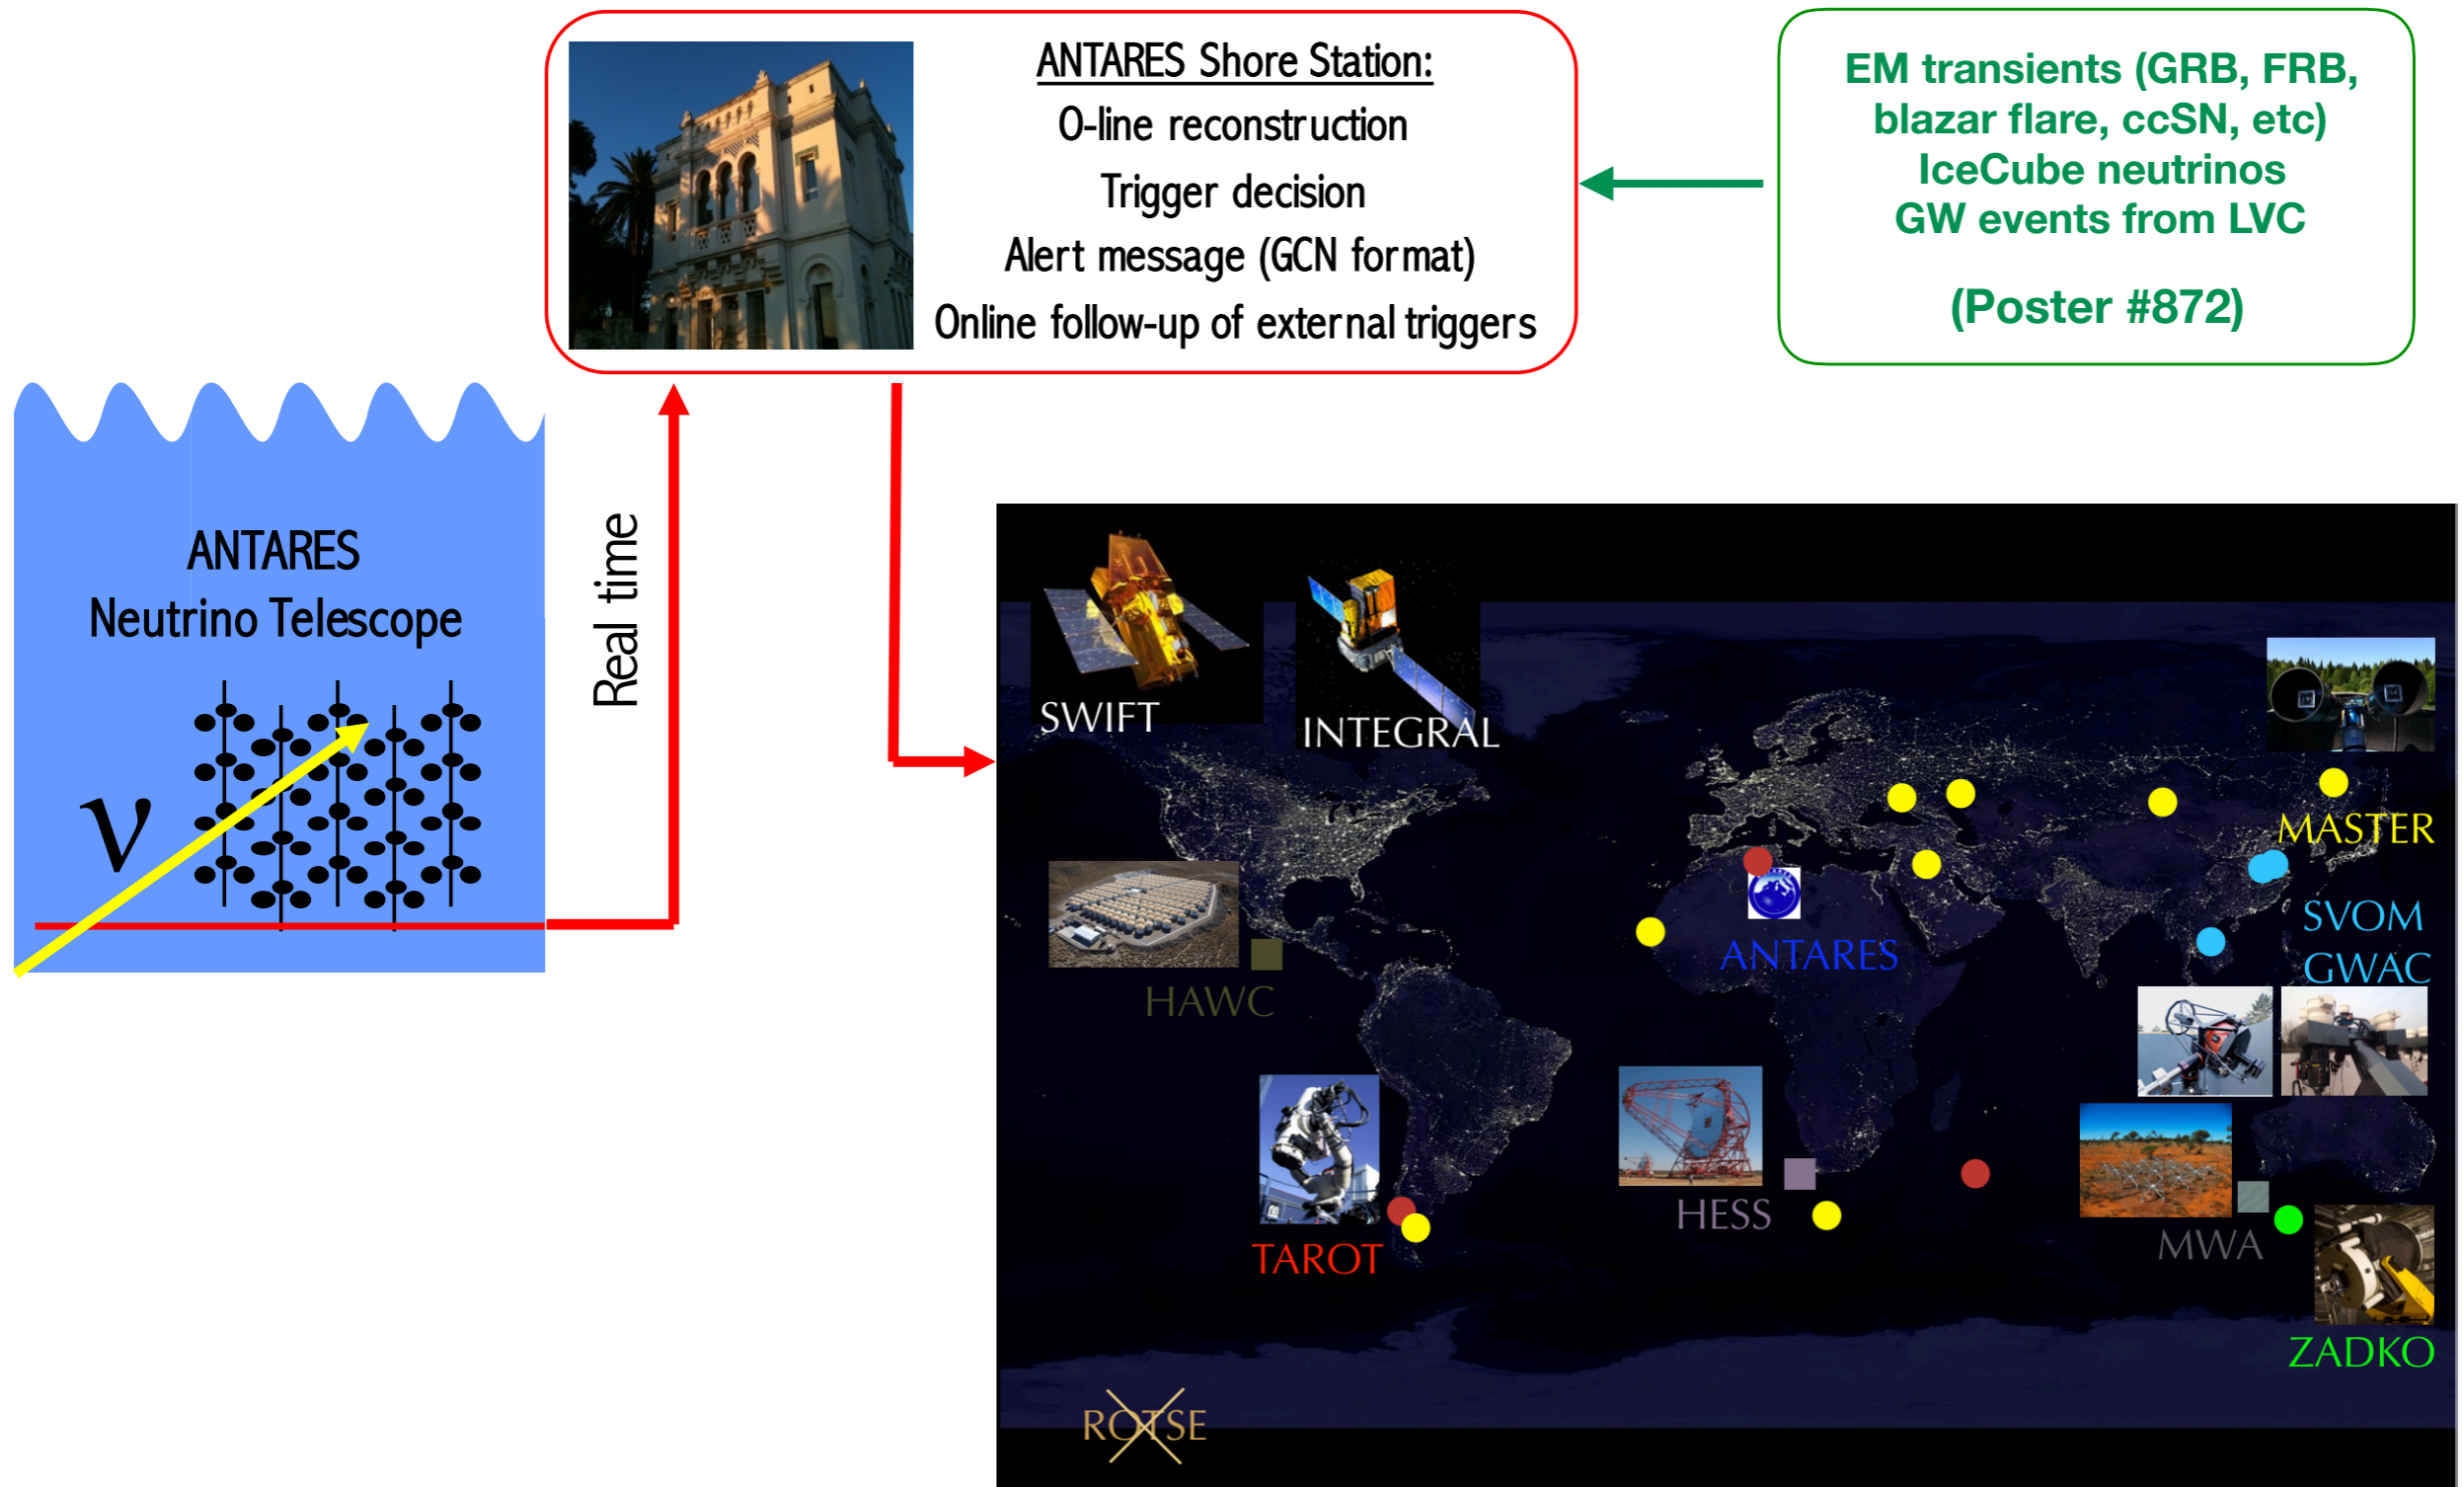 ANTARES Shore Station:
O-line reconstruction
Trigger decision
Alert message (GCN format)
Online follow-up of external triggers
EM transients (GRB, FRB,
blazar flare, ccSN, etc)
IceCube neutrinos
GW events from LVC
(Poster #872)
ANTARES
Neutrino Telescope
ν
Real time
SWIFT
INTEGRAL
MASTER
SVOM
GWAC
ANTARES
HAWC
TAROT
HESS
MWA
ZADKO
ROTSE